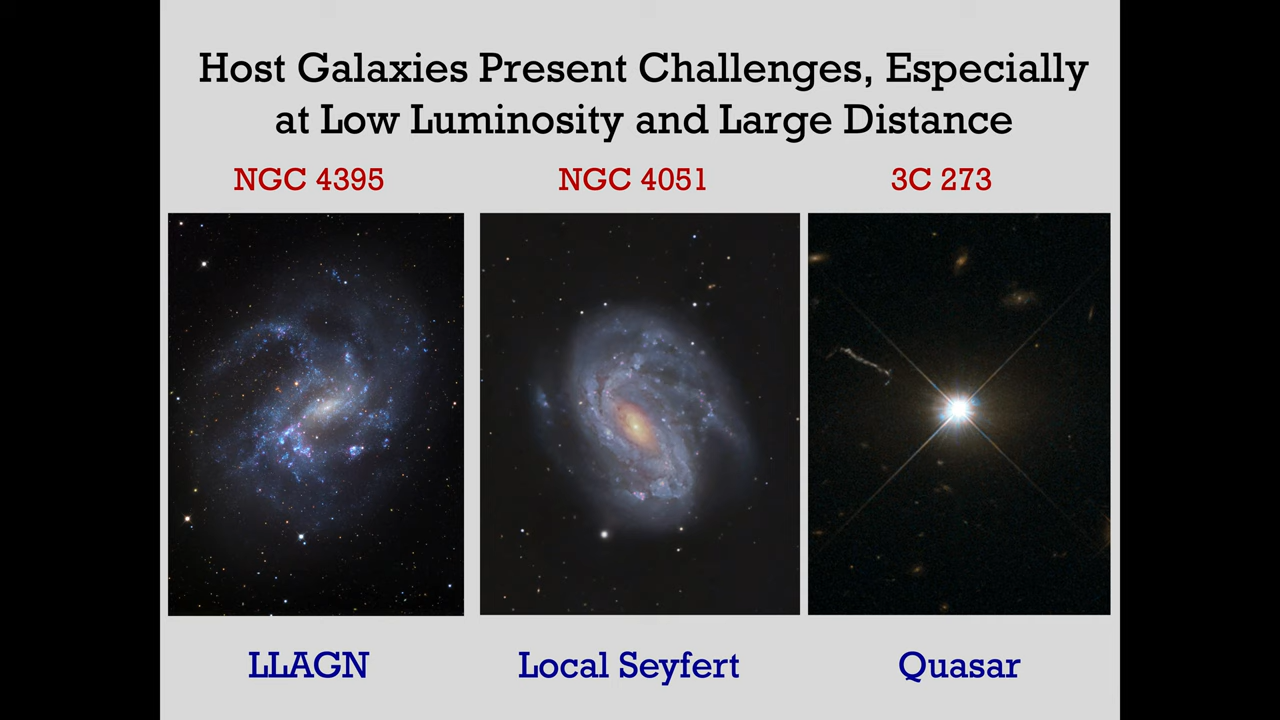 Host Galaxies Present Challenges, Especially
at Low Luminosity and Large Distance
NGC 4395
NGC 4051
3C 273
LLAGN
Local Seyfert
Quasar